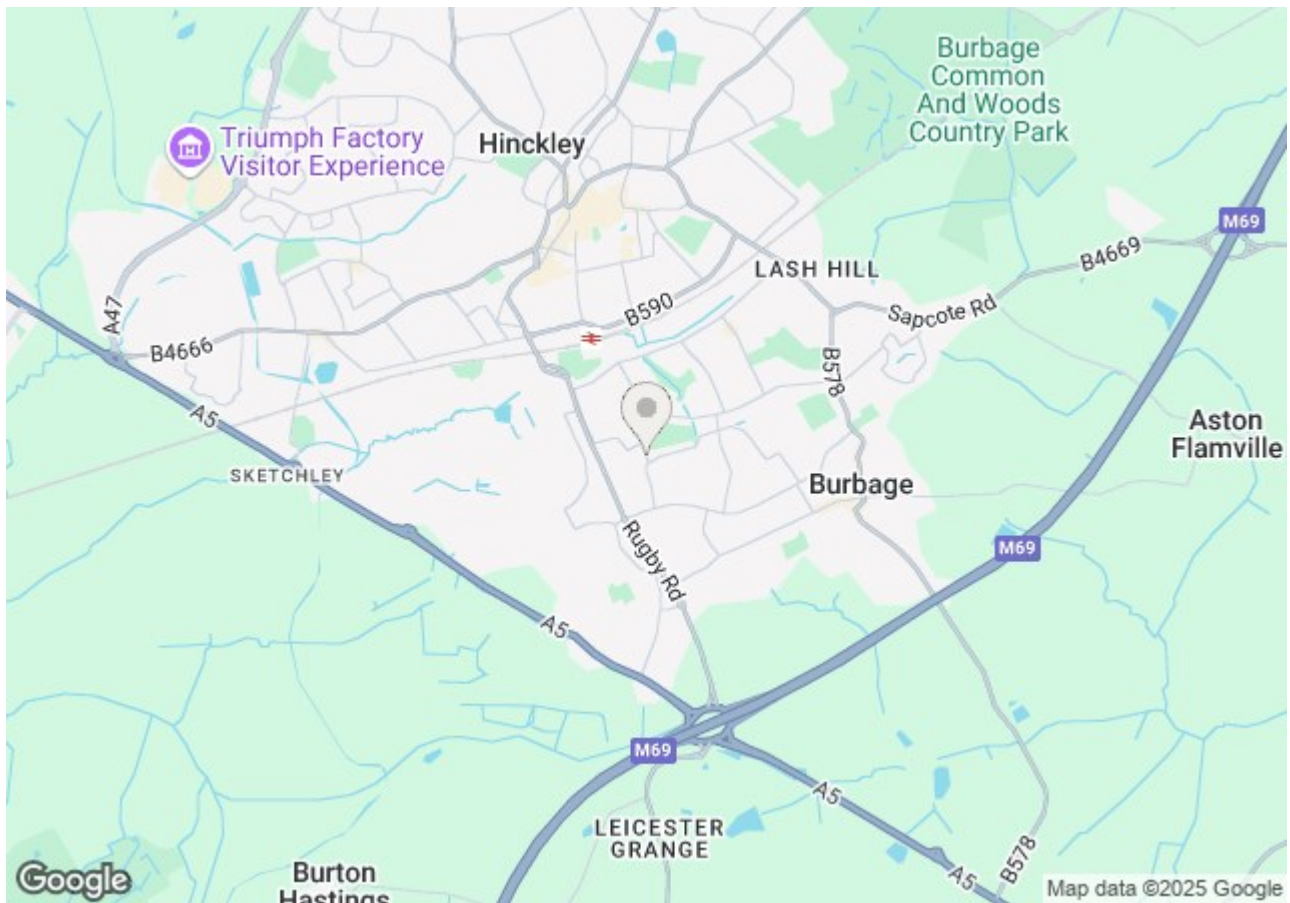 Burbage
Common
And Woods
Country Park
Triumph Factory
Visitor Experience
Hinckley
M69
B4669
LASH HILL
Sapcote Rd
A47
B590
B4666
B578
A5
Aston
Flamville
SKETCHLEY
Burbage
Rugby Rd
M69
A5
M69
A5
LEICESTER
GRANGE
B578
A5
Burton
Hastings
Google
Map data ©2025 Google